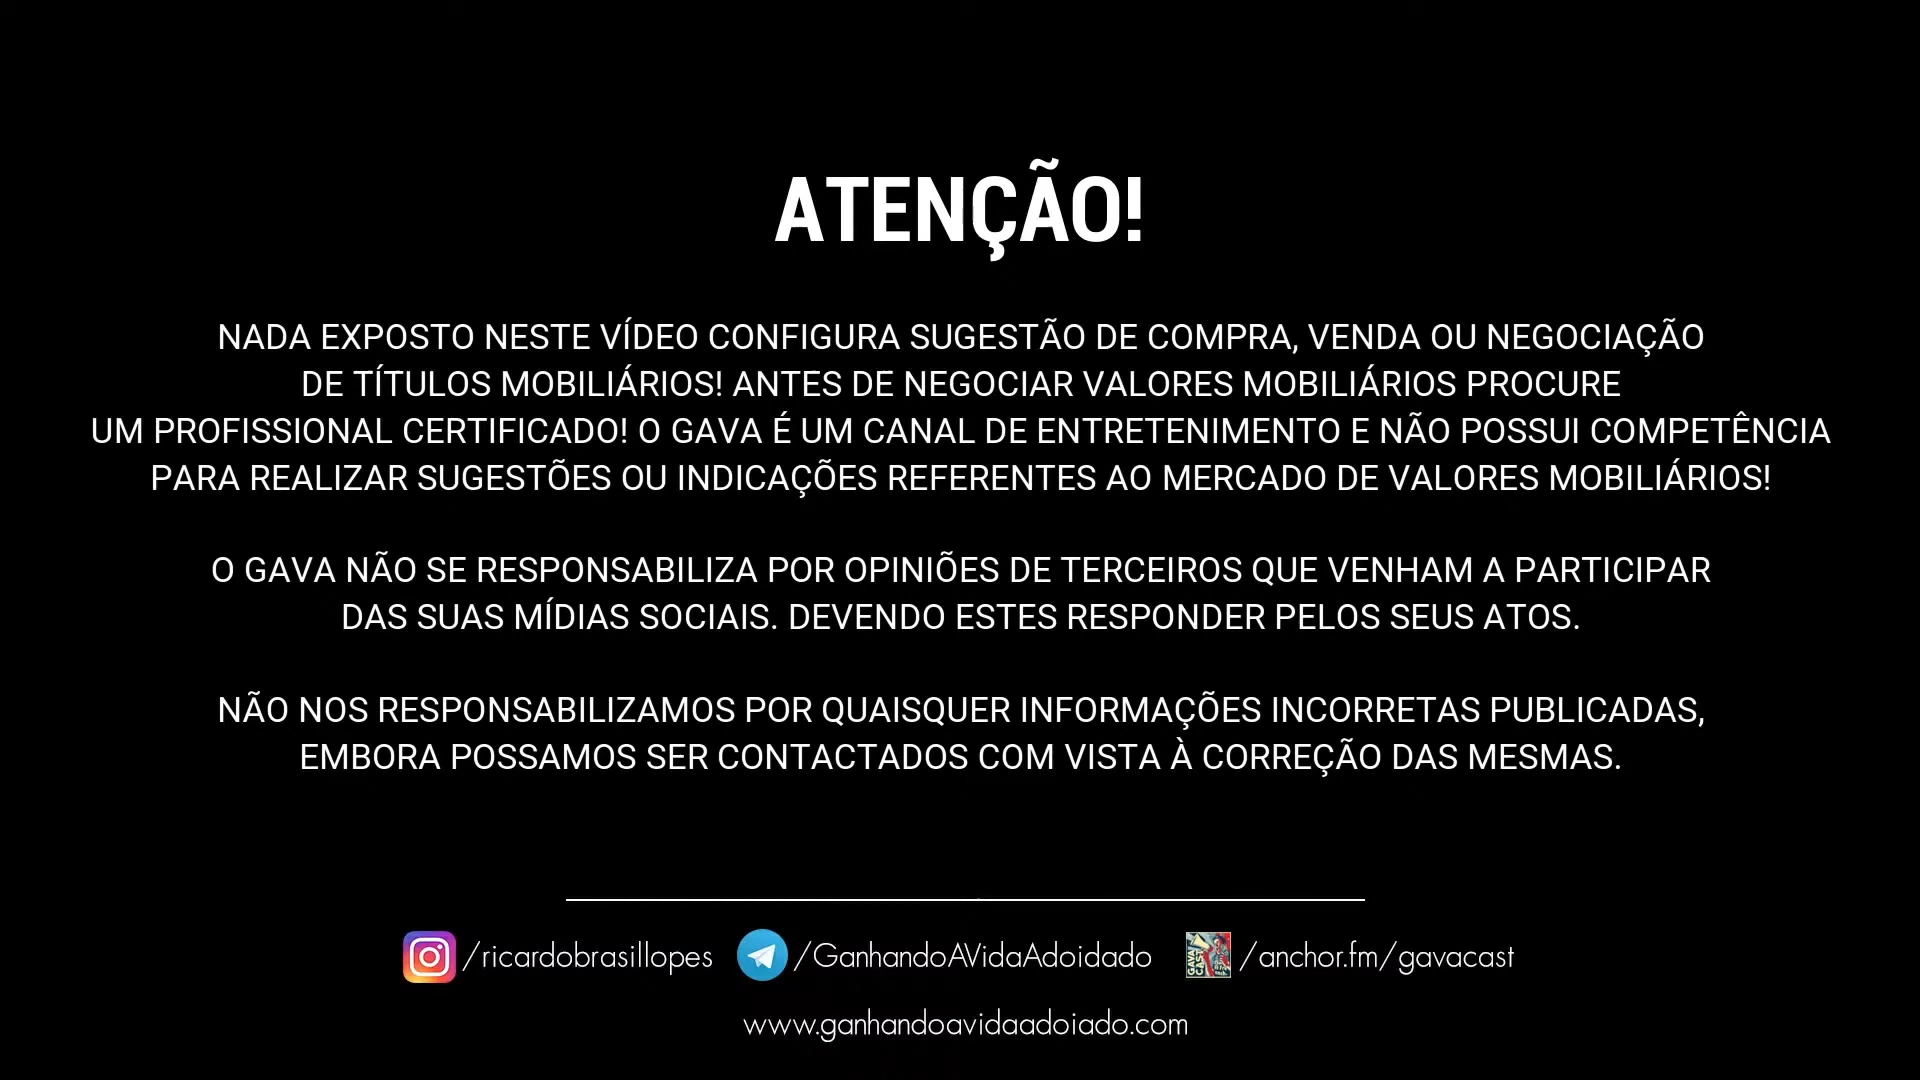 ATENÇÃO!
NADA EXPOSTO NESTE VÍDEO CONFIGURA SUGESTÃO DE COMPRA, VENDA OU NEGOCIAÇÃO
DE TÍTULOS MOBILIÁRIOS! ANTES DE NEGOCIAR VALORES MOBILIÁRIOS PROCURE
UM PROFISSIONAL CERTIFICADO! O GAVA É UM CANAL DE ENTRETENIMENTO E NÃO POSSUI COMPETÊNCIA
PARA REALIZAR SUGESTÕES OU INDICAÇÕES REFERENTES AO MERCADO DE VALORES MOBILIÁRIOS!
O GAVA NÃO SE RESPONSABILIZA POR OPINIÕES DE TERCEIROS QUE VENHAM A PARTICIPAR
DAS SUAS MÍDIAS SOCIAIS. DEVENDO ESTES RESPONDER PELOS SEUS ATOS.
NÃO NOS RESPONSABILIZAMOS POR QUAISQUER INFORMAÇÕES INCORRETAS PUBLICADAS,
EMBORA POSSAMOS SER CONTACTADOS COM VISTA À CORREÇÃO DAS MESMAS.
/ricardobrasillopes /GanhandoAVidaAdoidado GAVA CAST /anchor.fm/gavacast
www.ganhandoavidaadoiado.com